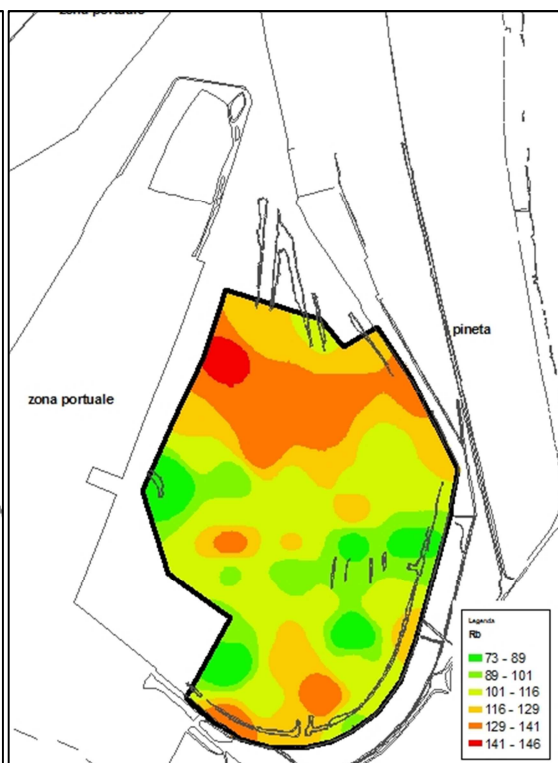 zona portuale
pineta
zona portuale
Legenda
Rb
73 - 89
89 - 101
101 - 116
116 - 129
129 - 141
141 - 146